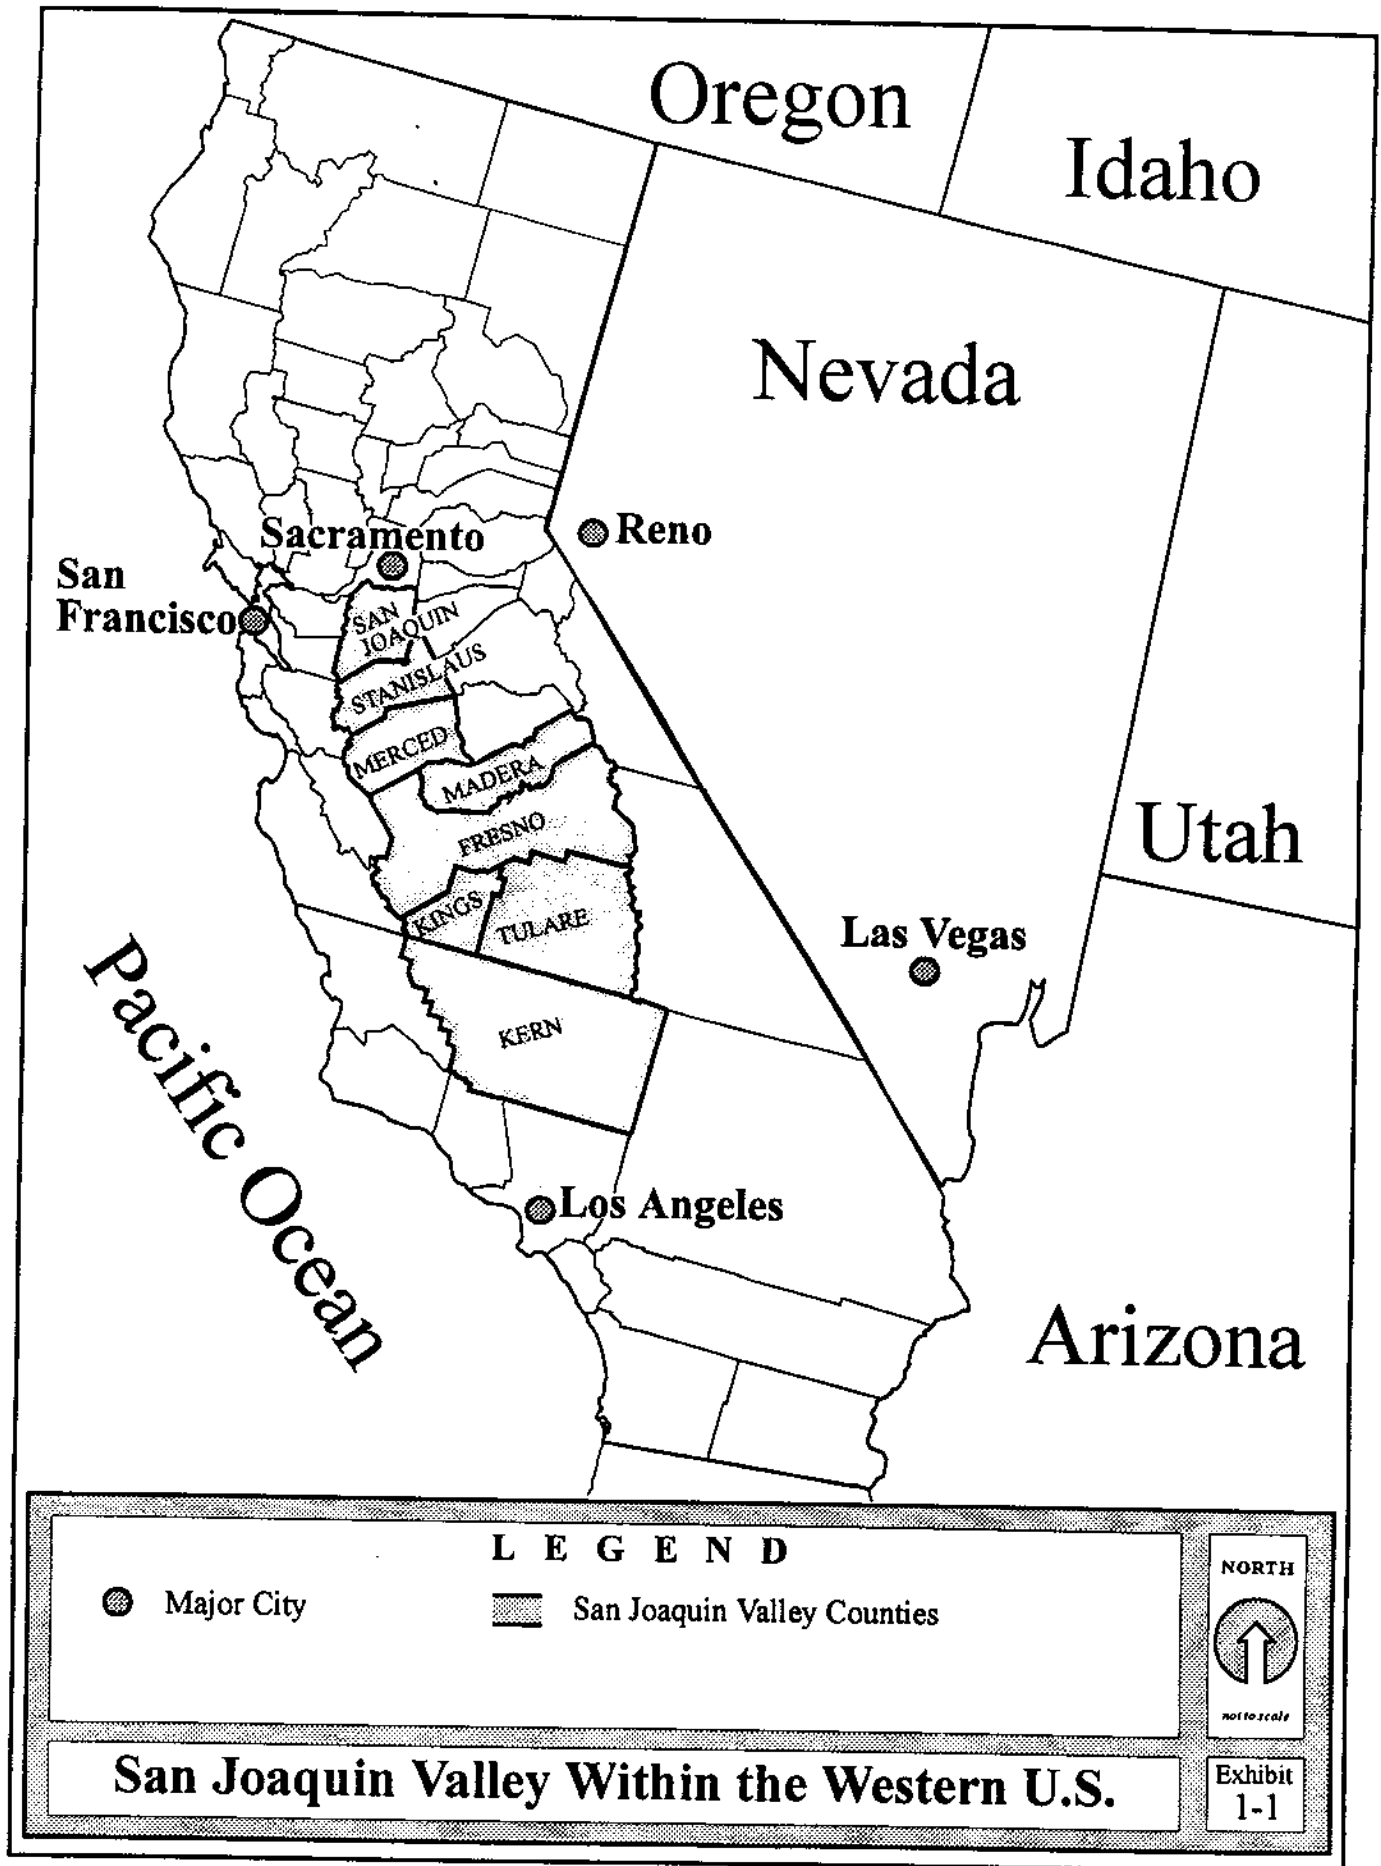 Oregon
Idaho
Nevada
Reno
Sacramento
San
Francisco
SAN
JOAQUIN
STANISLAUS
MERCED
MADERA
FRESNO
KINGS
TULARE
KERN
Utah
Las Vegas
Pacific Ocean
Los Angeles
Arizona
LEGEND
Major City
San Joaquin Valley Counties
NORTH
not to scale
San Joaquin Valley Within the Western U.S.
Exhibit
1-1